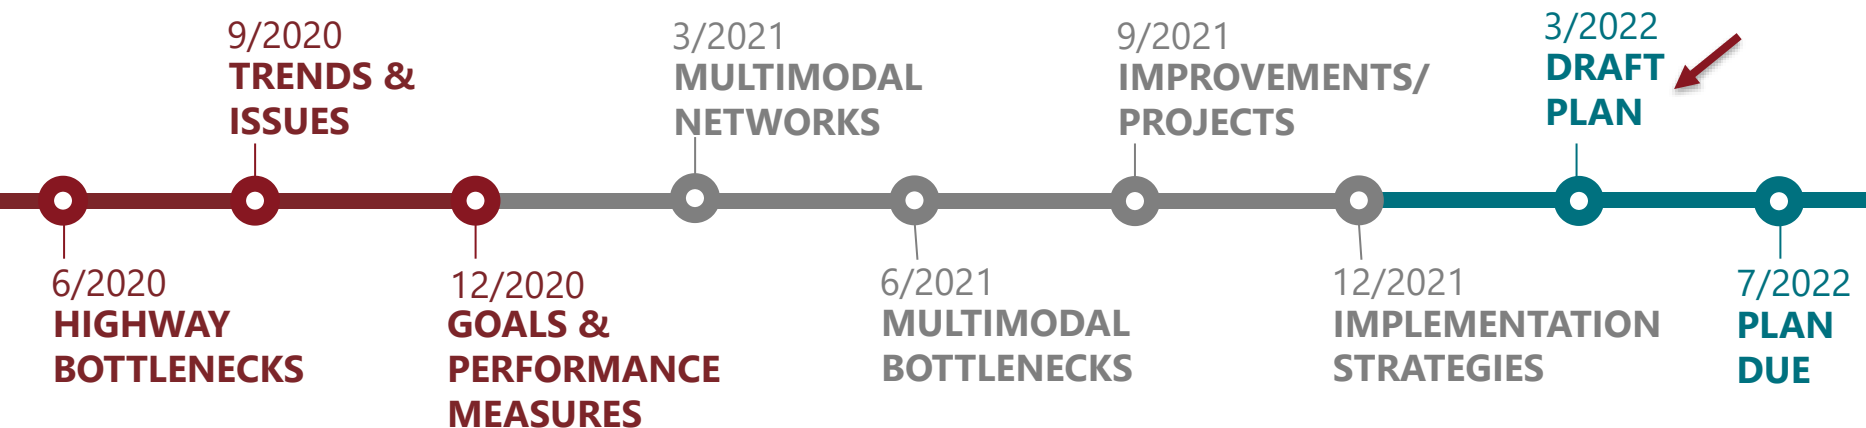 9/2020
TRENDS &
ISSUES
3/2021
MULTIMODAL
NETWORKS
9/2021
IMPROVEMENTS/
PROJECTS
3/2022
DRAFT
PLAN
6/2020
HIGHWAY
BOTTLENECKS
12/2020
GOALS &
PERFORMANCE
MEASURES
6/2021
MULTIMODAL
BOTTLENECKS
12/2021
IMPLEMENTATION
STRATEGIES
7/2022
PLAN
DUE